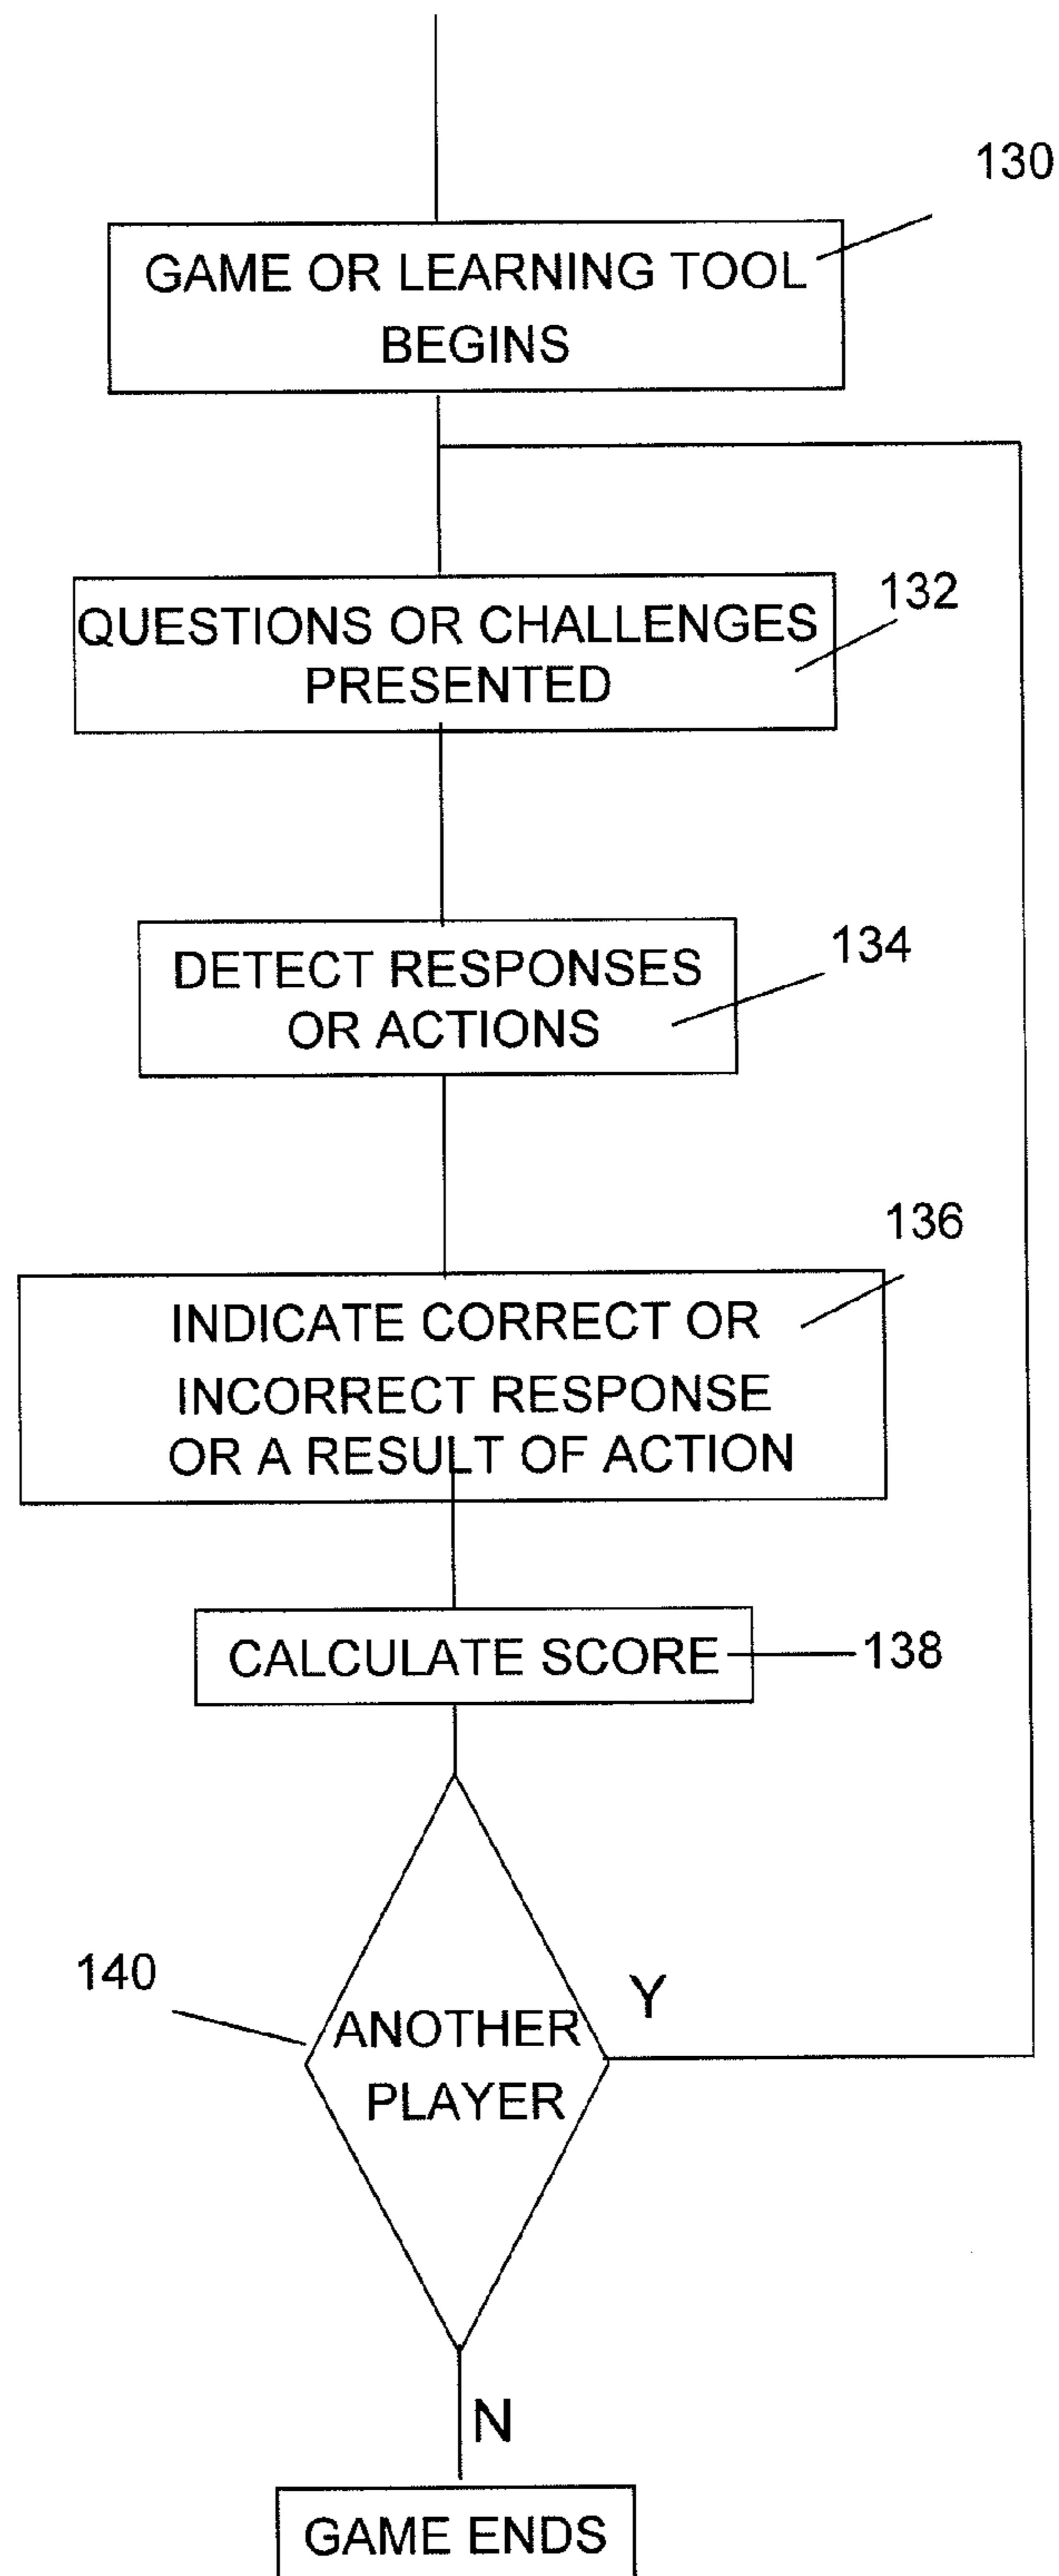 130
GAME OR LEARNING TOOL
BEGINS
132
QUESTIONS OR CHALLENGES
PRESENTED
134
DETECT RESPONSES
OR ACTIONS
136
INDICATE CORRECT OR
INCORRECT RESPONSE
OR A RESULT OF ACTION
CALCULATE SCORE
138
140
Y
ANOTHER
PLAYER
N
GAME ENDS